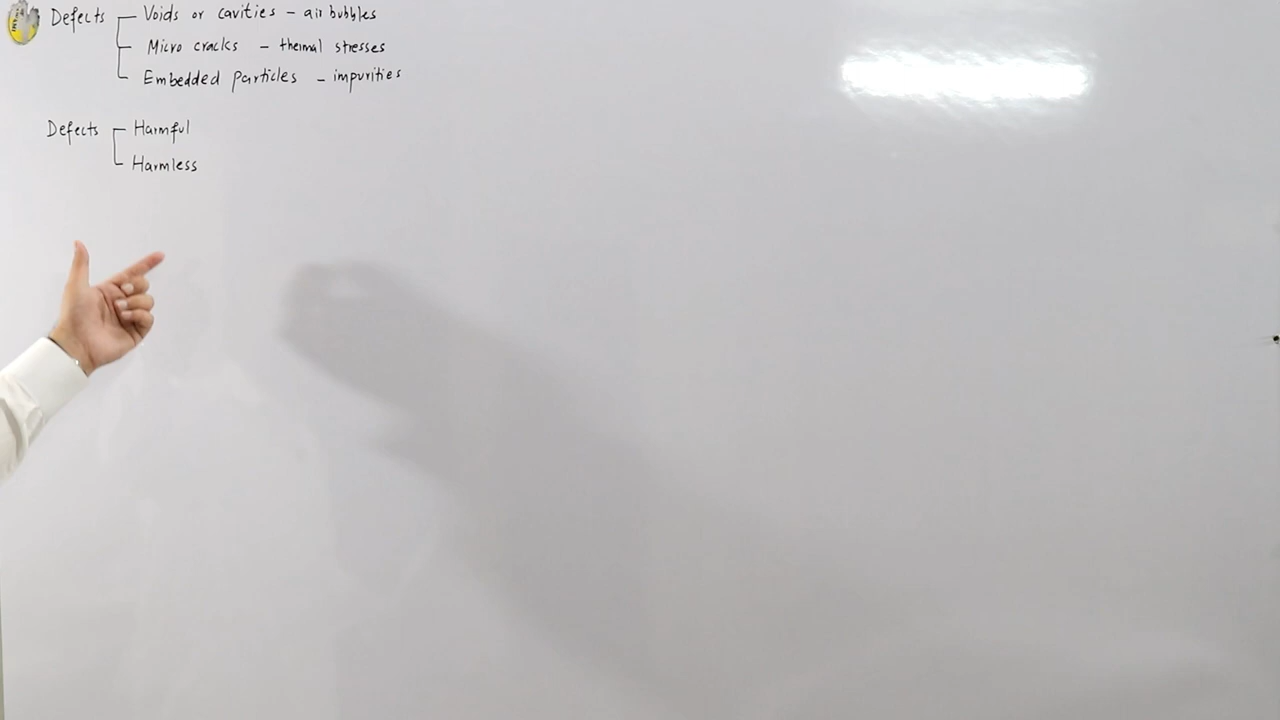 Defects Voids or cavities - air bubbles
Micro cracks - thermal stresses
Embedded particles - impurities
Defects Harmful
Harmless